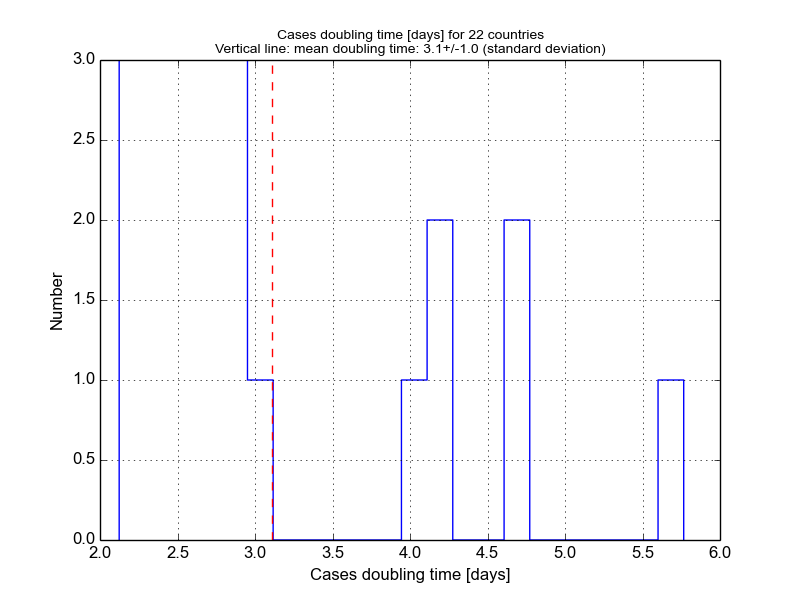 Cases doubling time [days] for 22 countries
Vertical line: mean doubling time: 3.1+/-1.0 (standard deviation)
3.0
2.5
2.0
1.5
1.0
0.5
0.0
Number
2.0 2.5 3.0 3.5 4.0 4.5 5.0 5.5 6.0
Cases doubling time [days]